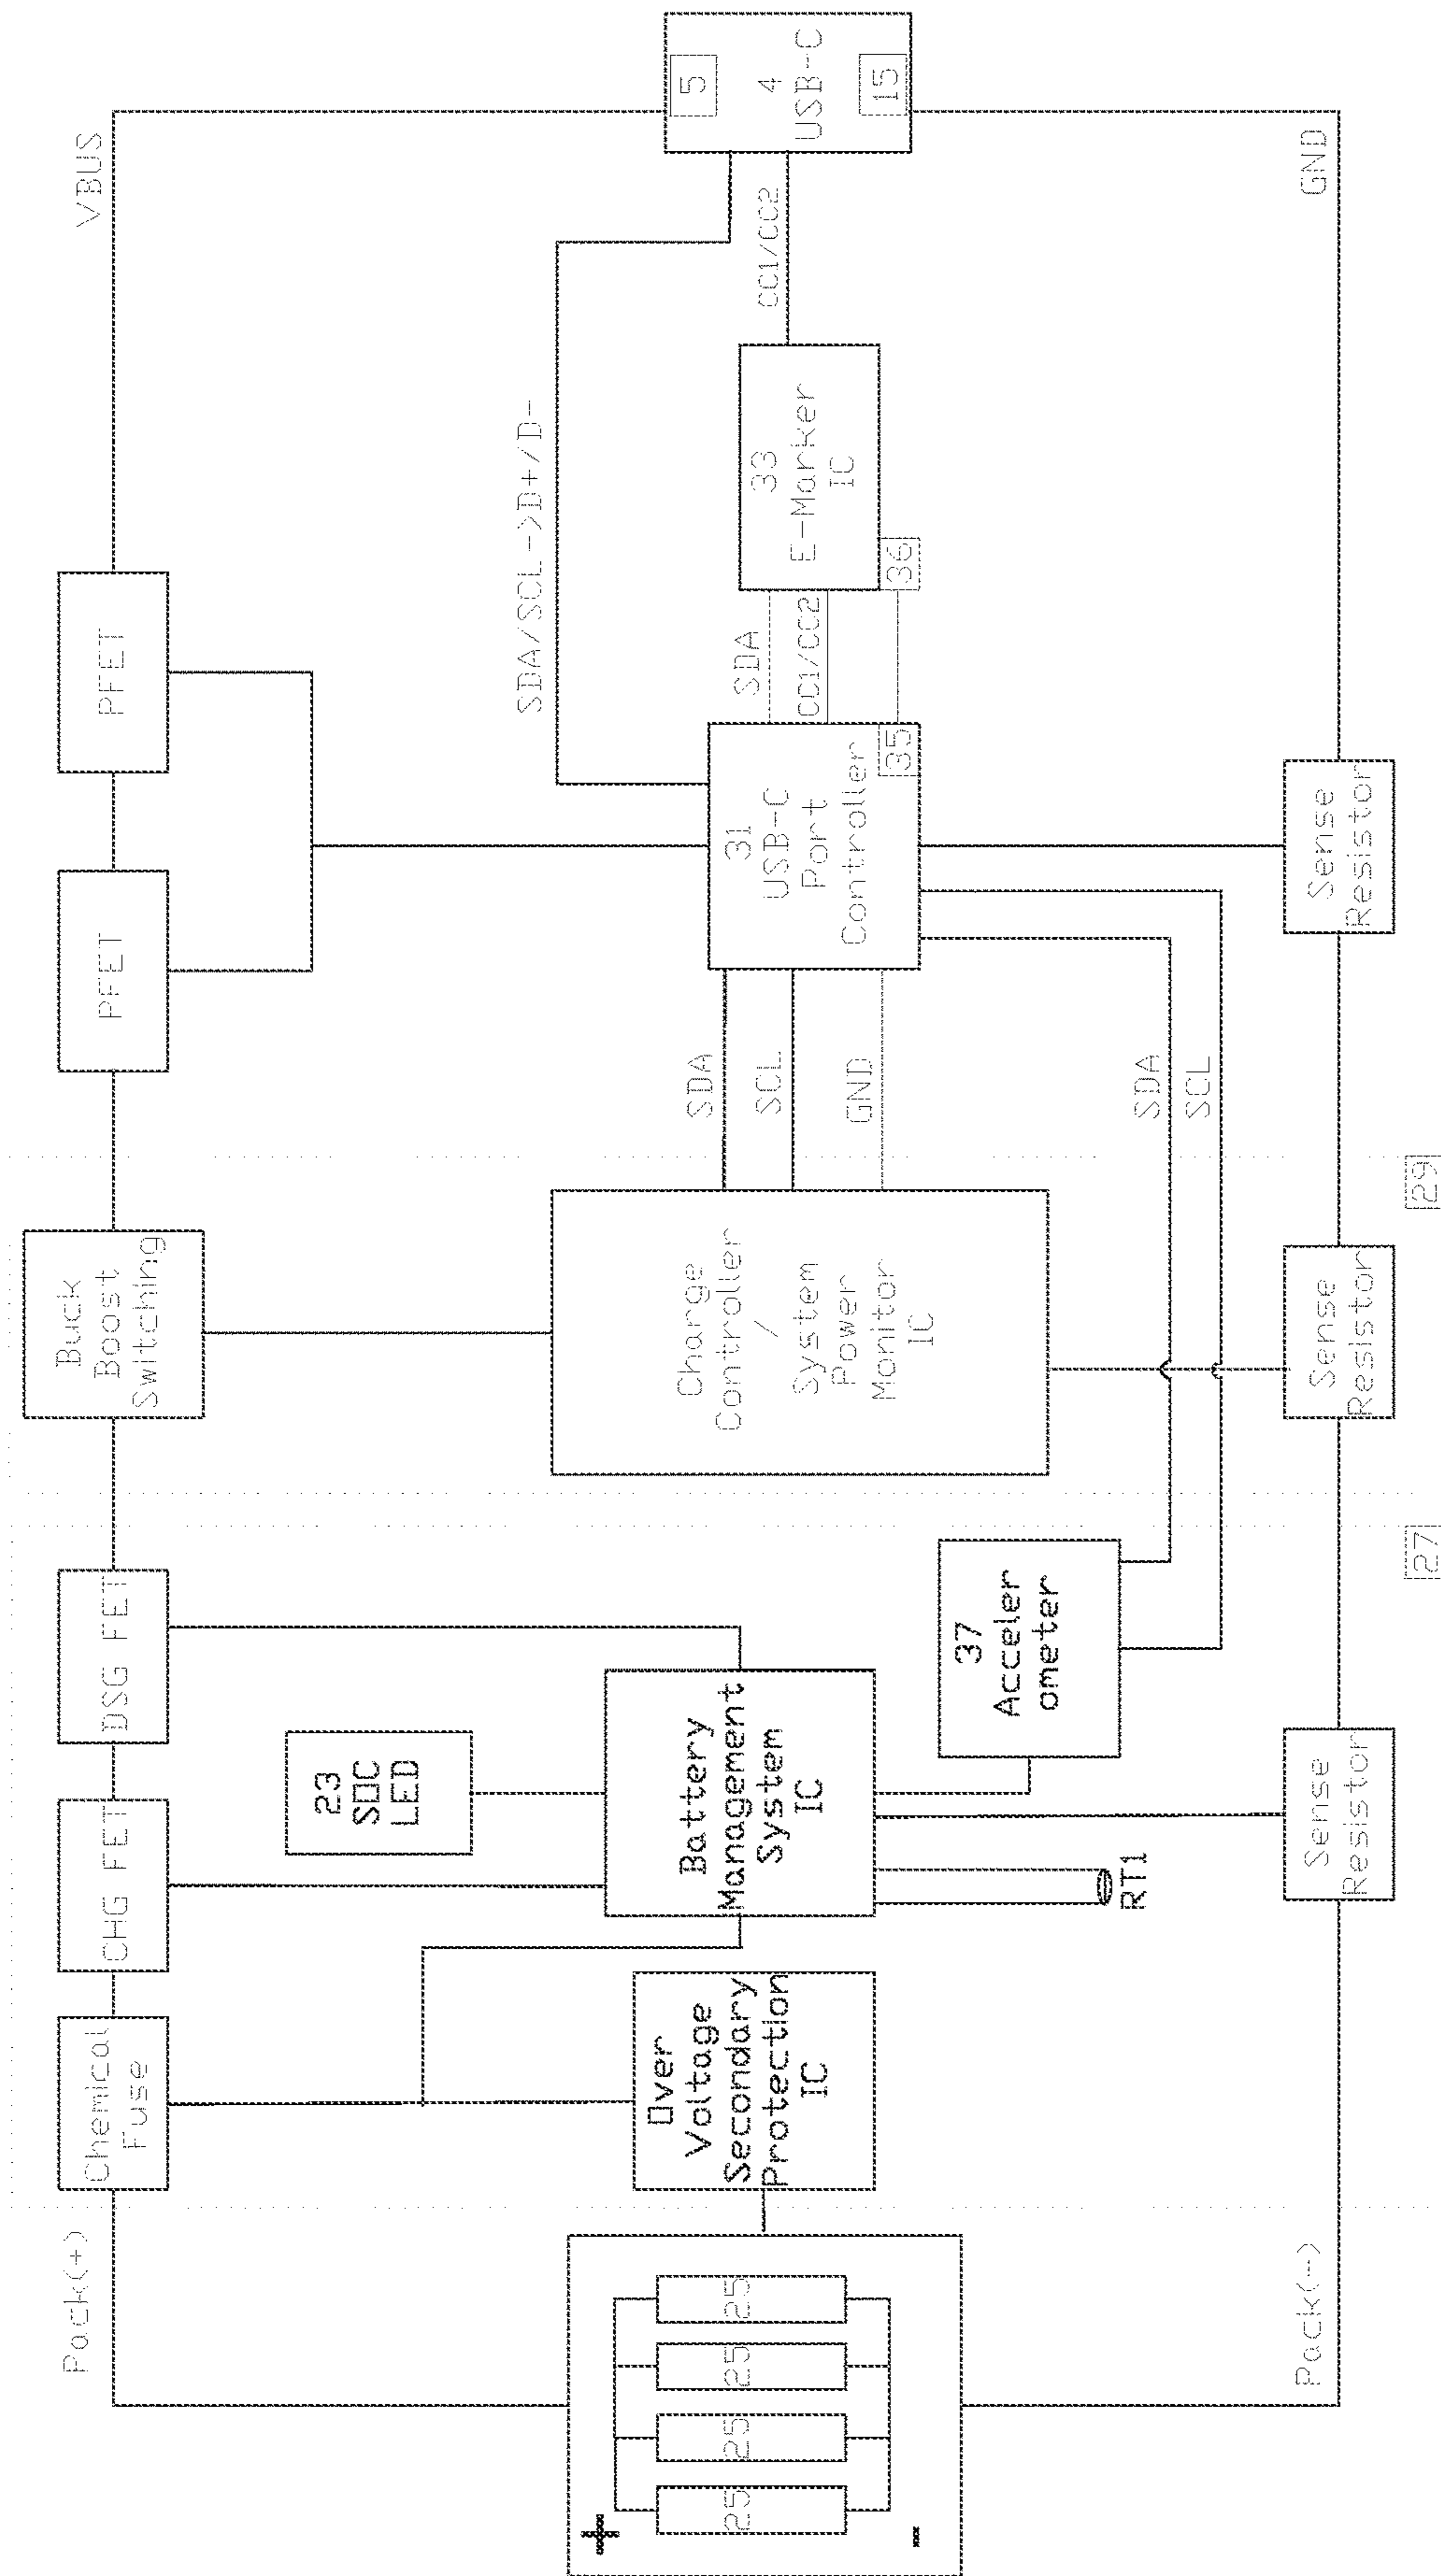 Pack(+)
Chemical
Fuse
CHG FET
DSG FET
Buck
Boost
Switching
PFET
PFET
VBUS
23
SOC
LED
SDA/SCL->D+/D-
+
25
25
25
25
-
Over
Voltage
Secondary
Protection
IC
Battery
Management
System
IC
Charge
Controller
/
System
Power
Monitor
IC
SDA
SCL
GND
31
USB-C
Port
Controller
35
SDA
CC1/CC2
33
E-Marker
IC
36
CC1/CC2
5
4
USB-C
15
37
Acceler
ometer
RT1
SDA
SCL
Pack(-)
Sense
Resistor
Sense
Resistor
Sense
Resistor
GND
27
29